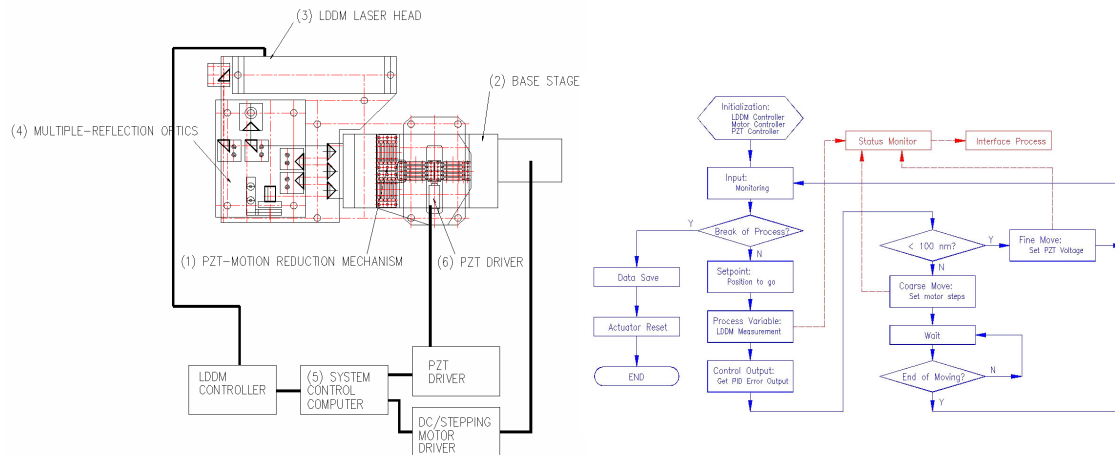 (3) LDDM LASER HEAD
(2) BASE STAGE
(4) MULTIPLE-REFLECTION OPTICS
(1) PZT-MOTION REDUCTION MECHANISM
(6) PZT DRIVER
LDDM
CONTROLLER
(5) SYSTEM
CONTROL
COMPUTER
PZT
DRIVER
DC/STEPPING
MOTOR
DRIVER
Initialization:
LDDM Controller
Motor Controller
PZT Controller
Status Monitor
Interface Process
Input:
Monitoring
Y
Break of Process?
N
< 100 nm?
Y
Fine Move:
Set PZT Voltage
N
Data Save
Setpoint:
Position to go
Coarse Move:
Set motor steps
Actuator Reset
Process Variable:
LDDM Measurement
Wait
END
Control Output:
Get PID Error Output
End of Moving?
N
Y